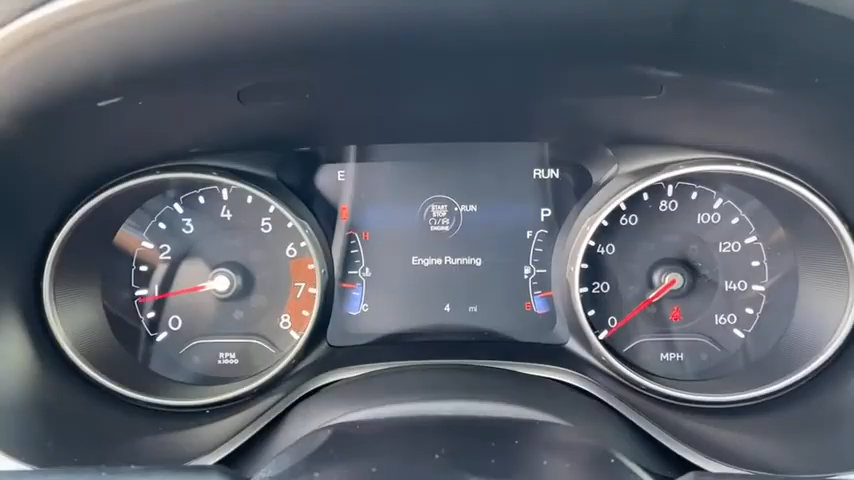 E
RUN
START
STOP
ENGINE
RUN
P
0 1 2 3 4 5 6 7 8
RPM
x1000
H
C
Engine Running
4 mi
F
E
0 20 40 60 80 100 120 140 160
MPH